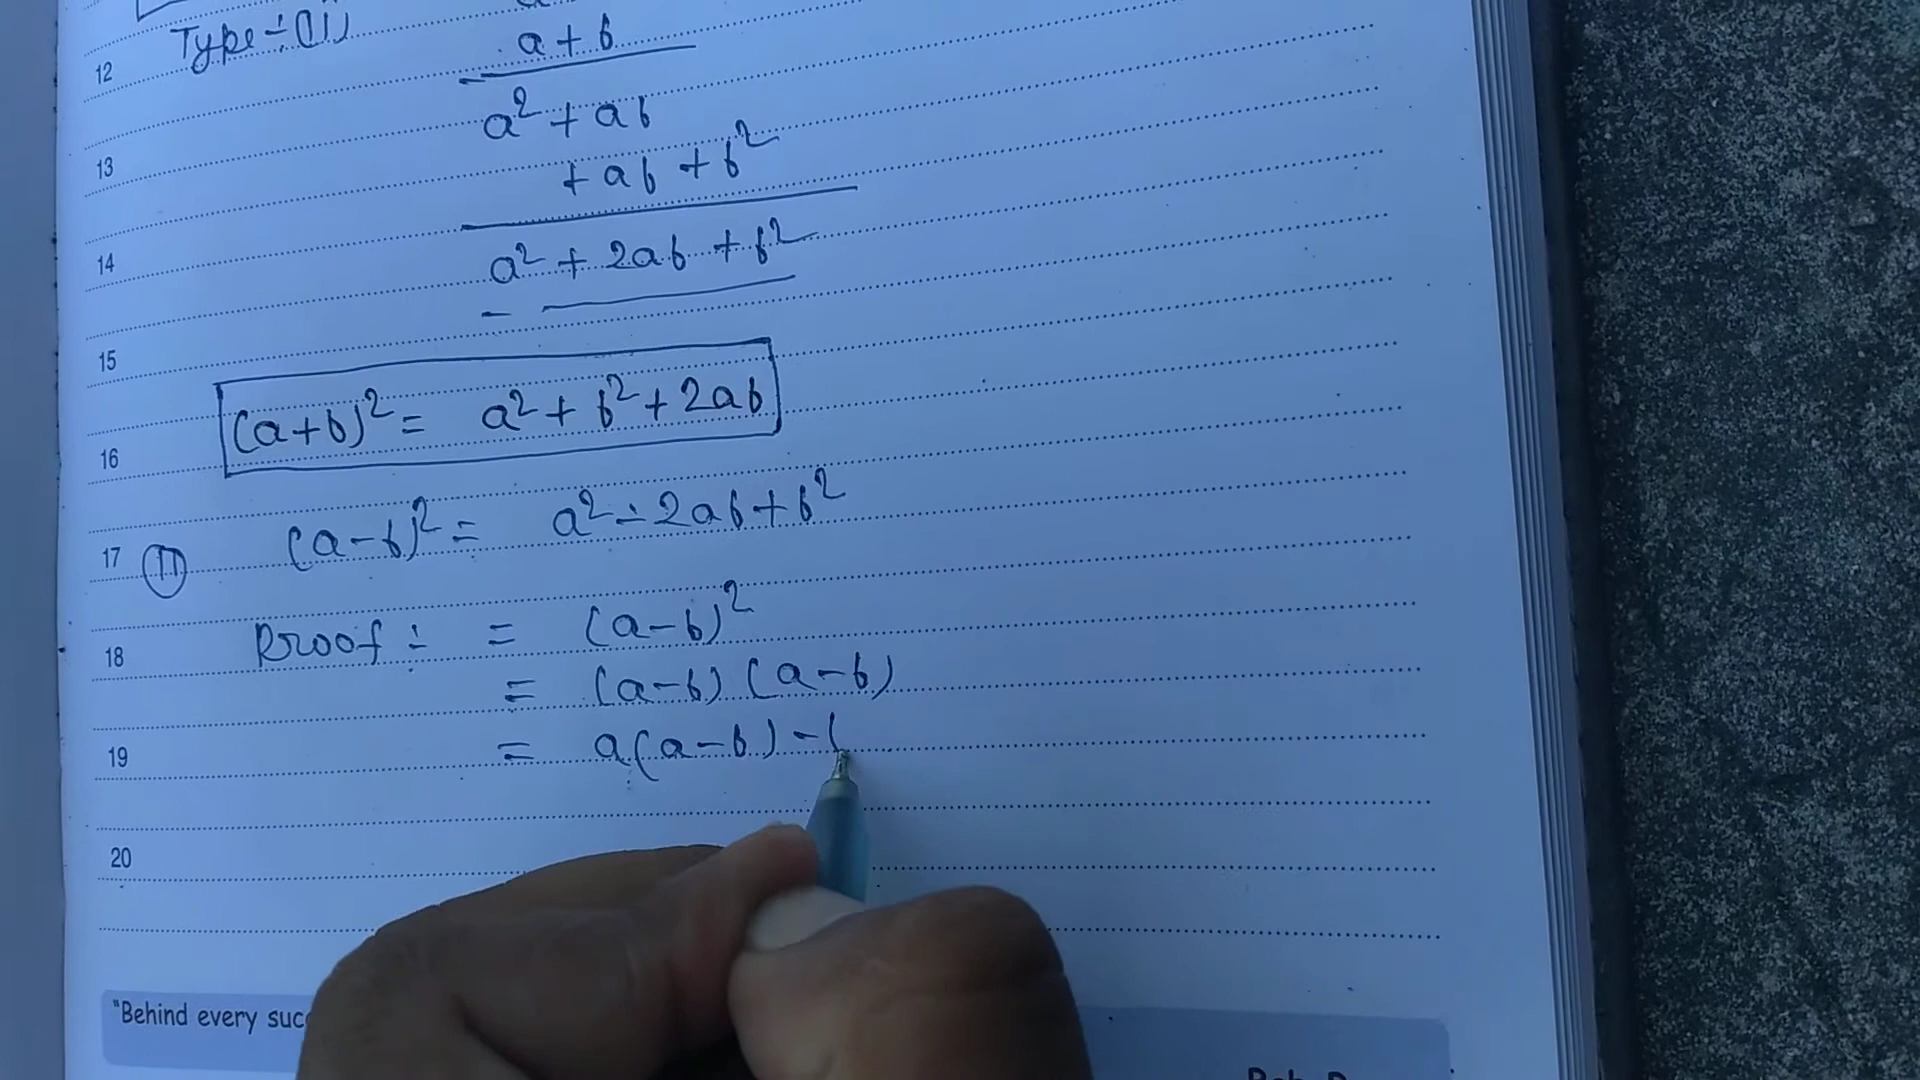 Type :- (II)
a + b
12
a² + ab
13
+ ab + b²
14
a² + 2ab + b²
15
(a+b)² = a² + b² + 2ab
16
17 (II) (a-b)² = a² - 2ab + b²
18 Proof :- = (a-b)²
= (a-b) (a-b)
19 = a(a-b) -
20
"Behind every suc